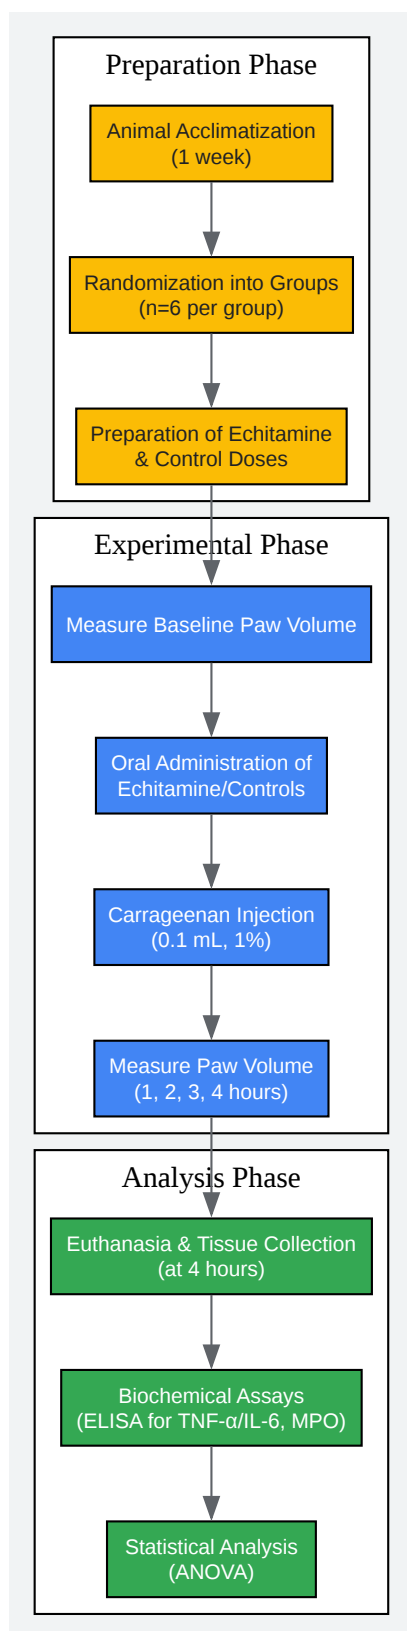 Preparation Phase
Animal Acclimatization
(1 week)
Randomization into Groups
(n=6 per group)
Preparation of Echitamine
& Control Doses
Experimental Phase
Measure Baseline Paw Volume
Oral Administration of
Echitamine/Controls
Carrageenan Injection
(0.1 mL, 1%)
Measure Paw Volume
(1, 2, 3, 4 hours)
Analysis Phase
Euthanasia & Tissue Collection
(at 4 hours)
Biochemical Assays
(ELISA for TNF-α/IL-6, MPO)
Statistical Analysis
(ANOVA)